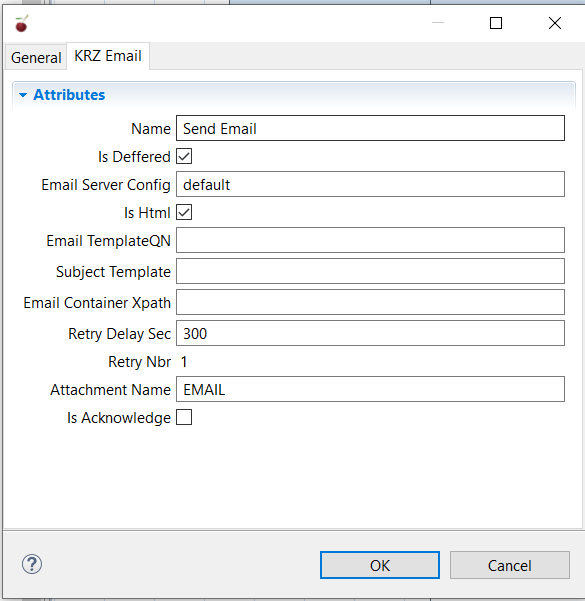 General KRZ Email
Attributes
Name Send Email
Is Deffered
Email Server Config default
Is Html
Email TemplateQN
Subject Template
Email Container Xpath
Retry Delay Sec 300
Retry Nbr 1
Attachment Name EMAIL
Is Acknowledge
? OK Cancel